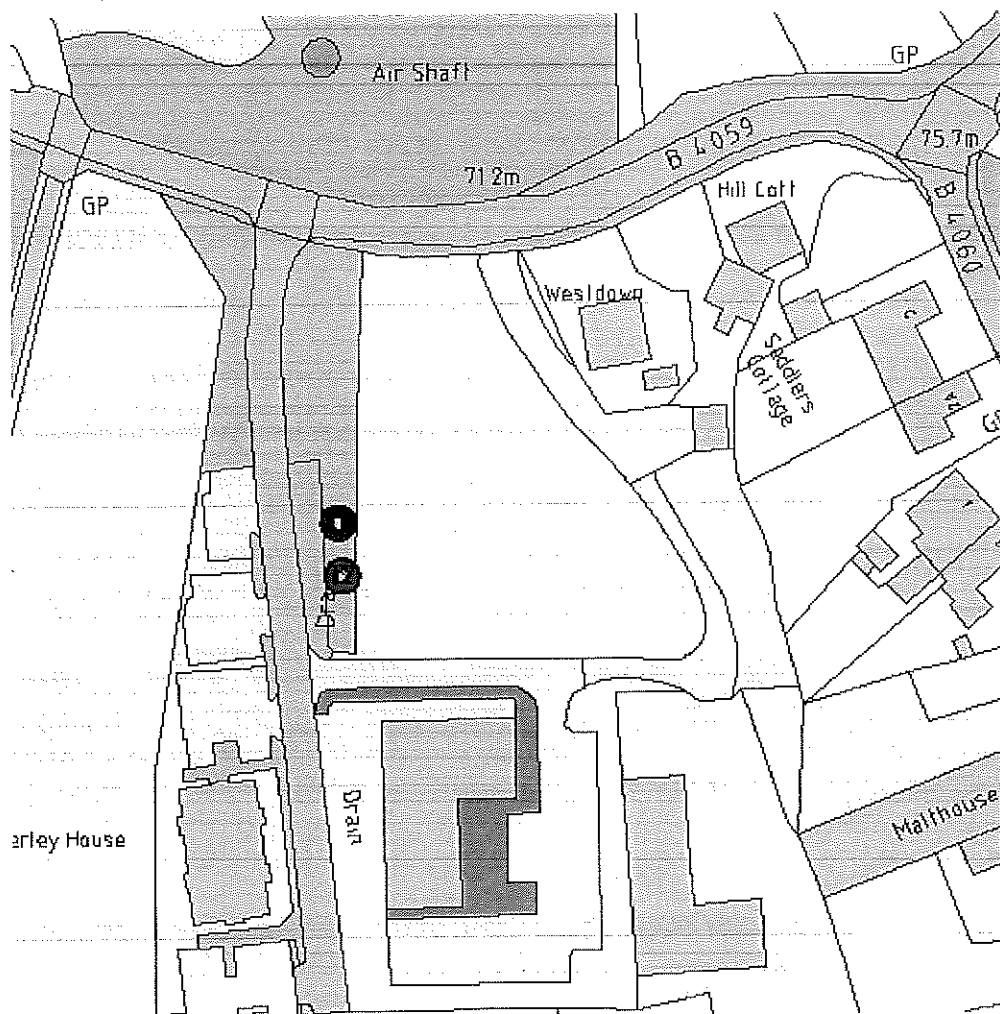 Air Shaft
GP
B 4059
75.7m
71.2m
Hill Cott
GP
B 4060
Westdown
Saddlers
Cottage
Drain
erley House
Malthouse